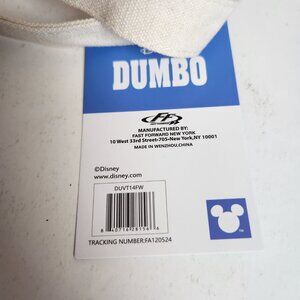 DUMBO
FF
MANUFACTURED BY:
FAST FORWARD NEW YORK
10 West 33rd Street-705-New York,NY 10001
MADE IN WENZHOU,CHINA
©Disney
www.disney.com
DUVT14FW
TRACKING NUMBER:FA120524